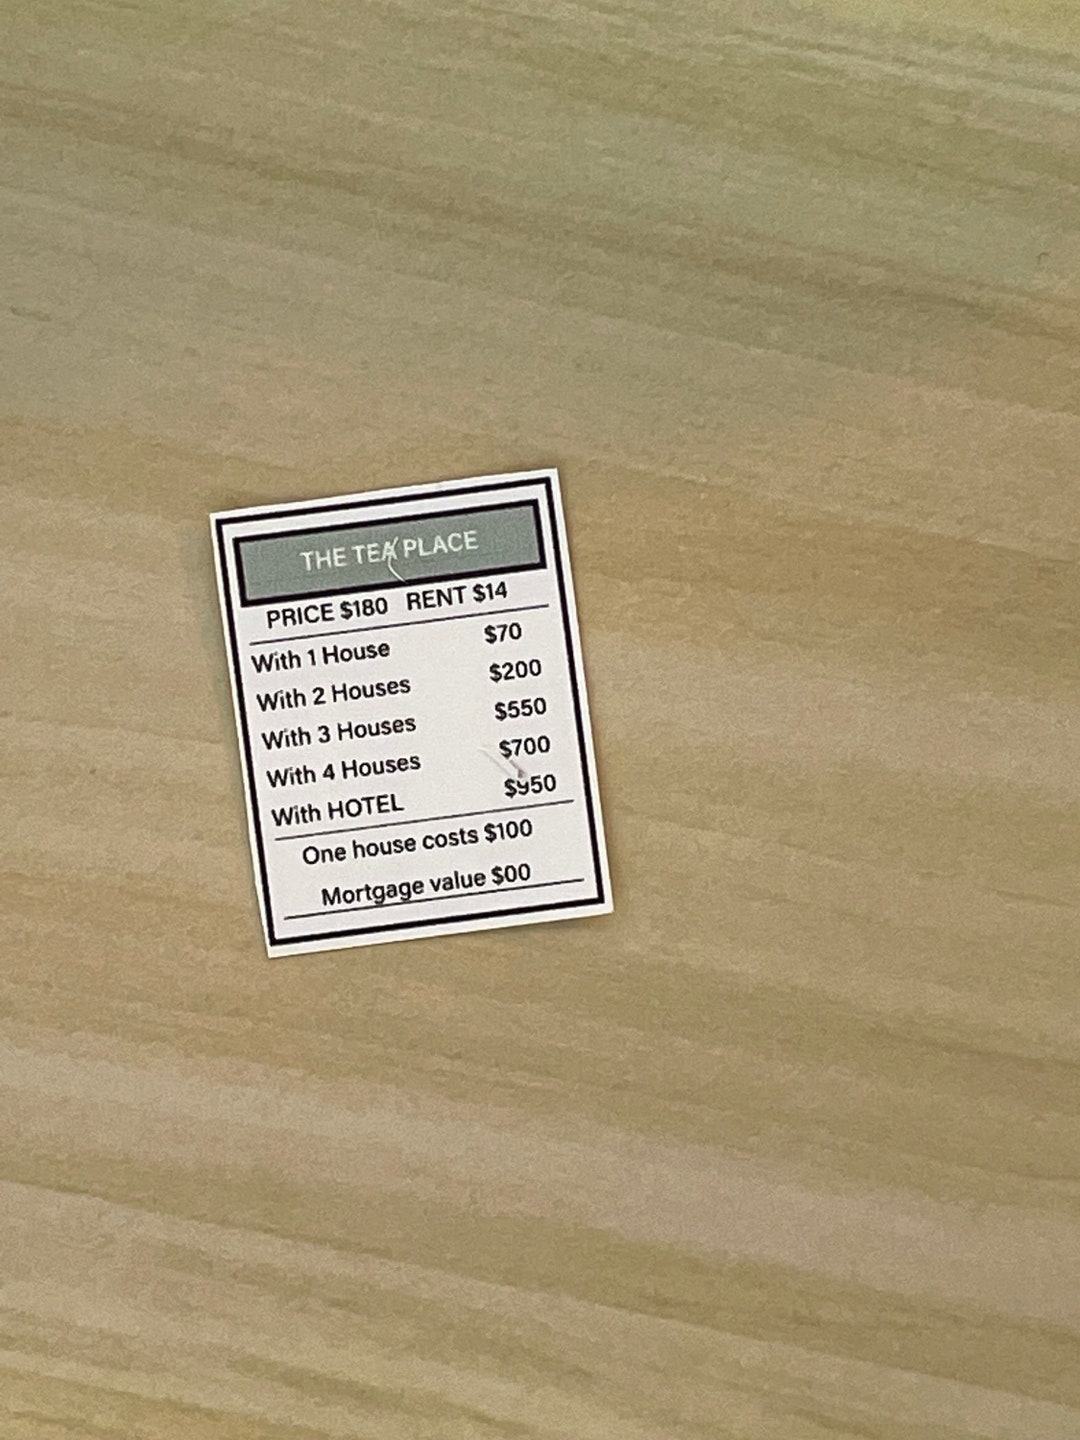 THE TEA PLACE
PRICE $180 RENT $14
With 1 House $70
With 2 Houses $200
With 3 Houses $550
With 4 Houses $700
With HOTEL $950
One house costs $100
Mortgage value $00